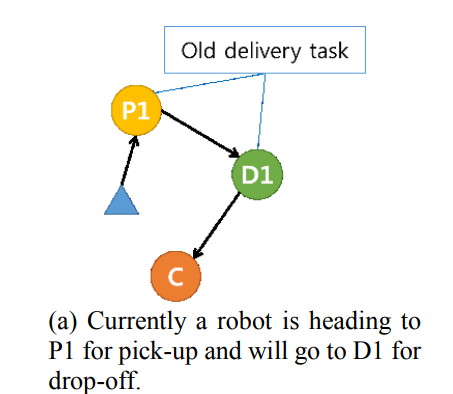 Old delivery task
P1
D1
C
(a) Currently a robot is heading to
P1 for pick-up and will go to D1 for
drop-off.